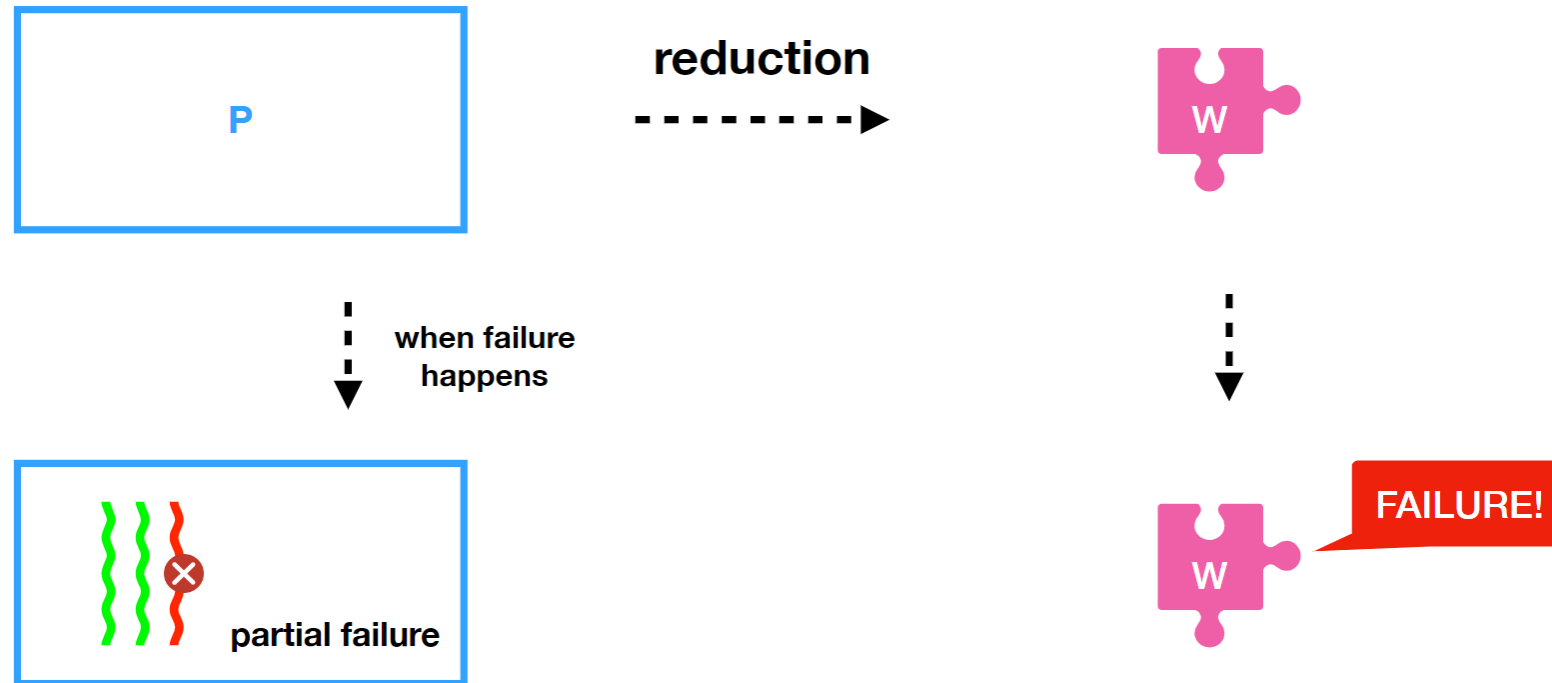 P
reduction
W
when failure
happens
partial failure
W
FAILURE!